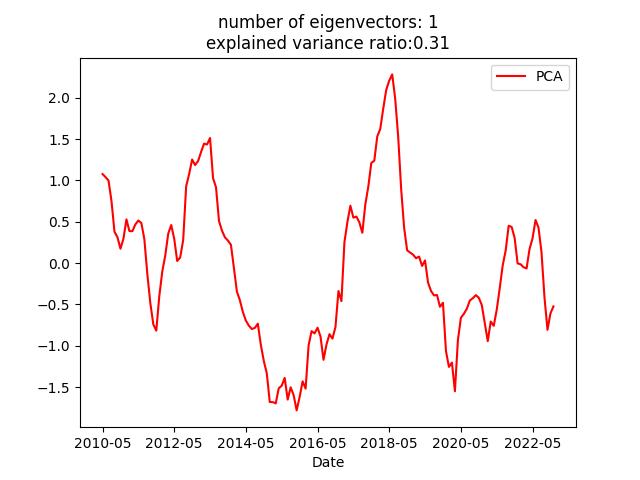 number of eigenvectors: 1
explained variance ratio:0.31
PCA
2.0
1.5
1.0
0.5
0.0
−0.5
−1.0
−1.5
2010-05 2012-05 2014-05 2016-05 2018-05 2020-05 2022-05
Date